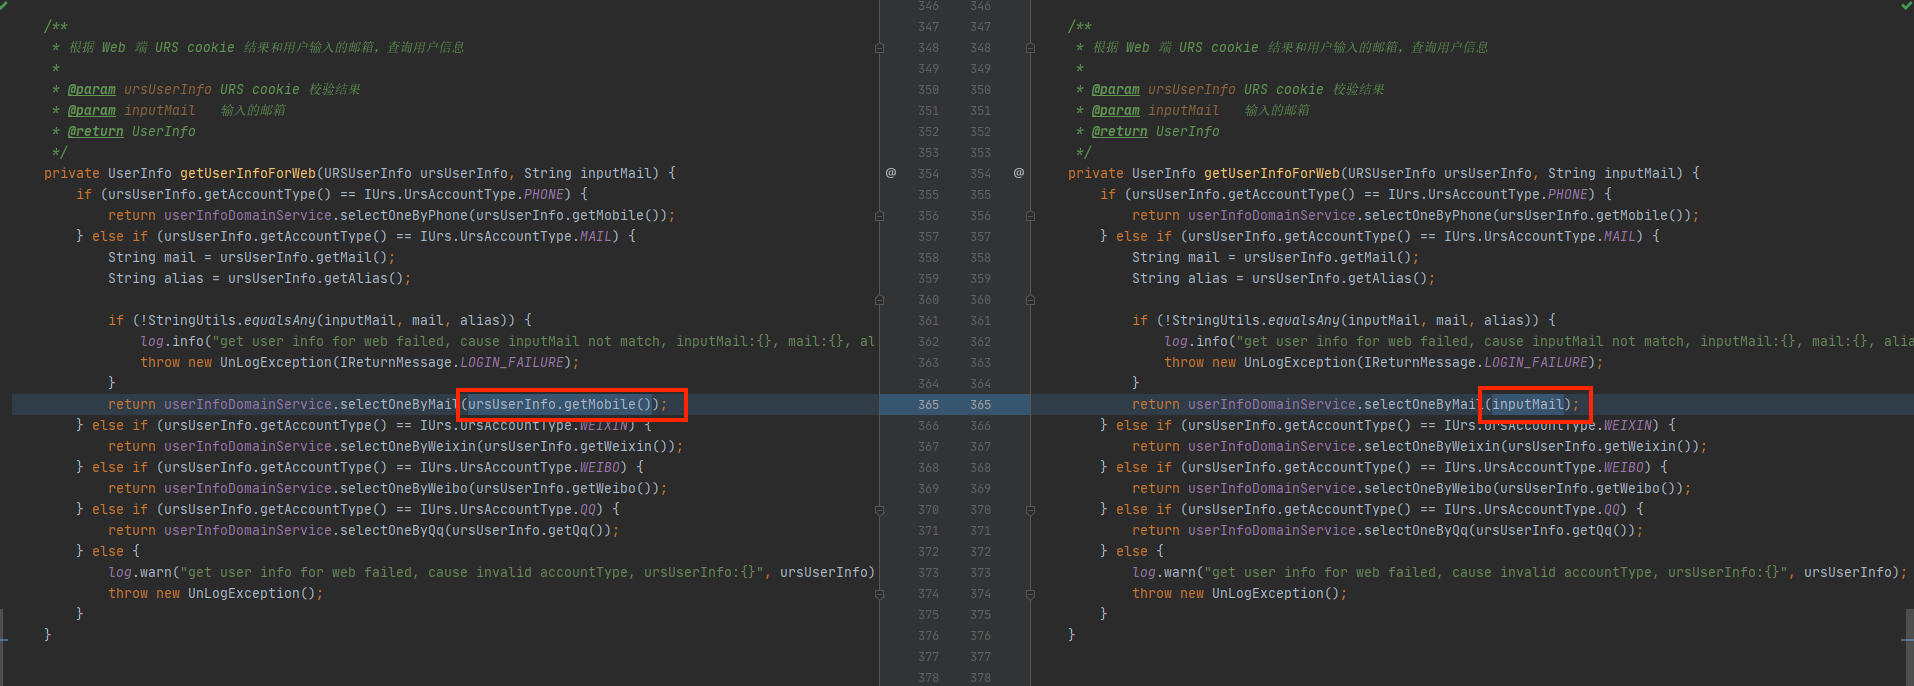 /**
* 根据 Web 端 URS cookie 结果和用户输入的邮箱，查询用户信息
*
* @param ursUserInfo URS cookie 校验结果
* @param inputMail   输入的邮箱
* @return UserInfo
*/
private UserInfo getUserInfoForWeb(URSUserInfo ursUserInfo, String inputMail) {
if (ursUserInfo.getAccountType() == IUrs.UrsAccountType.PHONE) {
return userInfoDomainService.selectOneByPhone(ursUserInfo.getMobile());
} else if (ursUserInfo.getAccountType() == IUrs.UrsAccountType.MAIL) {
String mail = ursUserInfo.getMail();
String alias = ursUserInfo.getAlias();
if (!StringUtils.equalsAny(inputMail, mail, alias)) {
log.info("get user info for web failed, cause inputMail not match, inputMail:{}, mail:{}, al
throw new UnLogException(IReturnMessage.LOGIN_FAILURE);
}
return userInfoDomainService.selectOneByMail(ursUserInfo.getMobile());
} else if (ursUserInfo.getAccountType() == IUrs.UrsAccountType.WEIXIN) {
return userInfoDomainService.selectOneByWeixin(ursUserInfo.getWeixin());
} else if (ursUserInfo.getAccountType() == IUrs.UrsAccountType.WEIBO) {
return userInfoDomainService.selectOneByWeibo(ursUserInfo.getWeibo());
} else if (ursUserInfo.getAccountType() == IUrs.UrsAccountType.QQ) {
return userInfoDomainService.selectOneByQq(ursUserInfo.getQq());
} else {
log.warn("get user info for web failed, cause invalid accountType, ursUserInfo:{}", ursUserInfo)
throw new UnLogException();
}
}
346 346
347 347
348 348
349 349
350 350
351 351
352 352
353 353
@ 354 354 @
355 355
356 356
357 357
358 358
359 359
360 360
361 361
362 362
363 363
364 364
365 365
366 366
367 367
368 368
369 369
370 370
371 371
372 372
373 373
374 374
375 375
376 376
377 377
378 378
/**
* 根据 Web 端 URS cookie 结果和用户输入的邮箱，查询用户信息
*
* @param ursUserInfo URS cookie 校验结果
* @param inputMail   输入的邮箱
* @return UserInfo
*/
private UserInfo getUserInfoForWeb(URSUserInfo ursUserInfo, String inputMail) {
if (ursUserInfo.getAccountType() == IUrs.UrsAccountType.PHONE) {
return userInfoDomainService.selectOneByPhone(ursUserInfo.getMobile());
} else if (ursUserInfo.getAccountType() == IUrs.UrsAccountType.MAIL) {
String mail = ursUserInfo.getMail();
String alias = ursUserInfo.getAlias();
if (!StringUtils.equalsAny(inputMail, mail, alias)) {
log.info("get user info for web failed, cause inputMail not match, inputMail:{}, mail:{}, alia
throw new UnLogException(IReturnMessage.LOGIN_FAILURE);
}
return userInfoDomainService.selectOneByMail(inputMail);
} else if (ursUserInfo.getAccountType() == IUrs.UrsAccountType.WEIXIN) {
return userInfoDomainService.selectOneByWeixin(ursUserInfo.getWeixin());
} else if (ursUserInfo.getAccountType() == IUrs.UrsAccountType.WEIBO) {
return userInfoDomainService.selectOneByWeibo(ursUserInfo.getWeibo());
} else if (ursUserInfo.getAccountType() == IUrs.UrsAccountType.QQ) {
return userInfoDomainService.selectOneByQq(ursUserInfo.getQq());
} else {
log.warn("get user info for web failed, cause invalid accountType, ursUserInfo:{}", ursUserInfo);
throw new UnLogException();
}
}